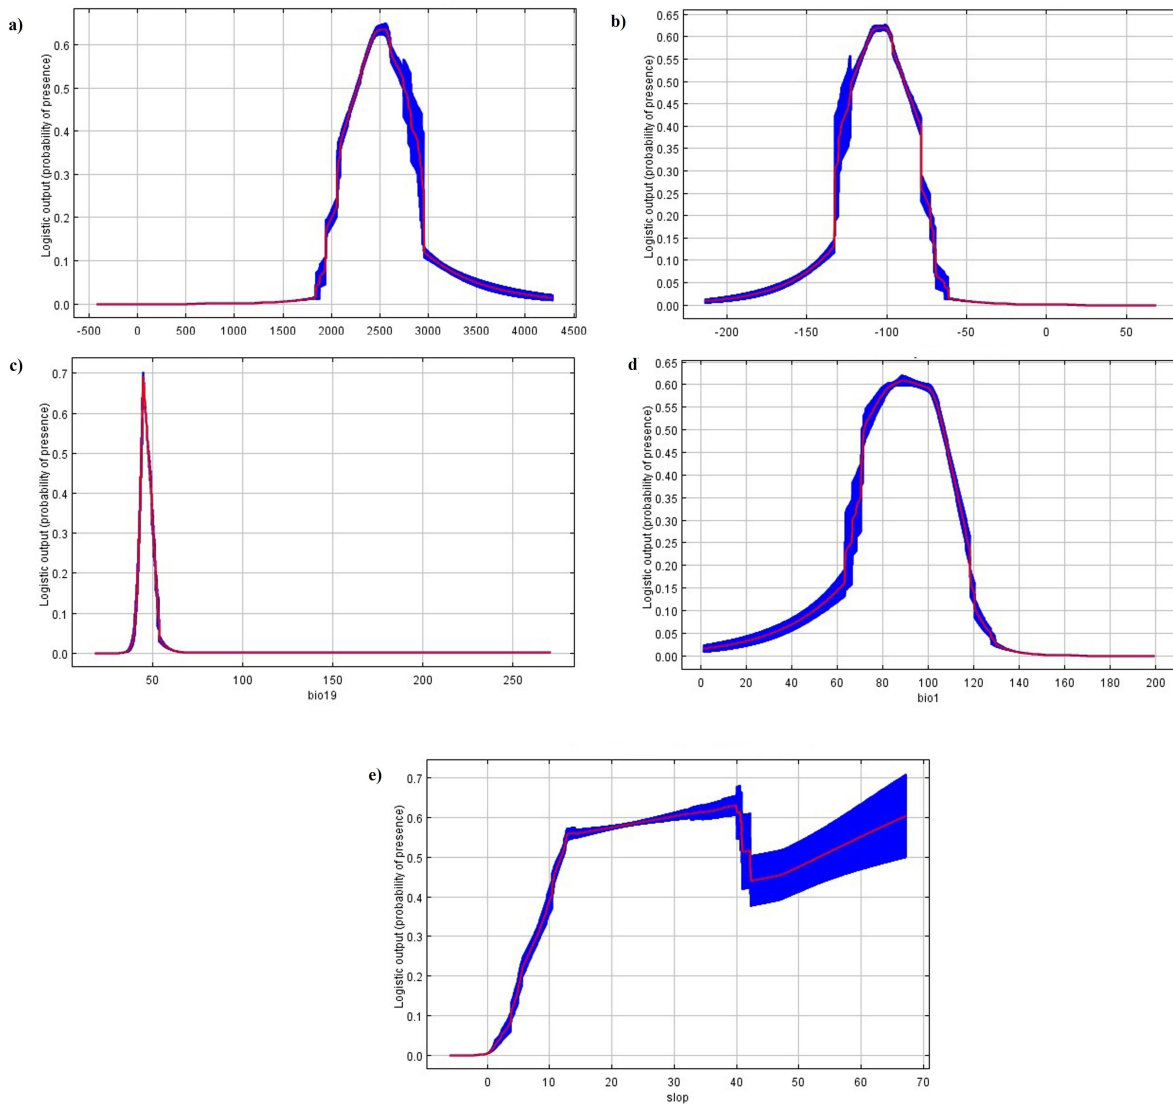 a)
Logistic output (probability of presence)
0.6
0.5
0.4
0.3
0.2
0.1
0.0
-500 0 500 1000 1500 2000 2500 3000 3500 4000 4500
b)
Logistic output (probability of presence)
0.65
0.60
0.55
0.50
0.45
0.40
0.35
0.30
0.25
0.20
0.15
0.10
0.05
0.00
-200 -150 -100 -50 0 50
c)
Logistic output (probability of presence)
0.7
0.6
0.5
0.4
0.3
0.2
0.1
0.0
50 100 150 200 250
bio19
d)
Logistic output (probability of presence)
0.65
0.60
0.55
0.50
0.45
0.40
0.35
0.30
0.25
0.20
0.15
0.10
0.05
0.00
0 20 40 60 80 100 120 140 160 180 200
bio1
e)
Logistic output (probability of presence)
0.7
0.6
0.5
0.4
0.3
0.2
0.1
0.0
0 10 20 30 40 50 60 70
slop